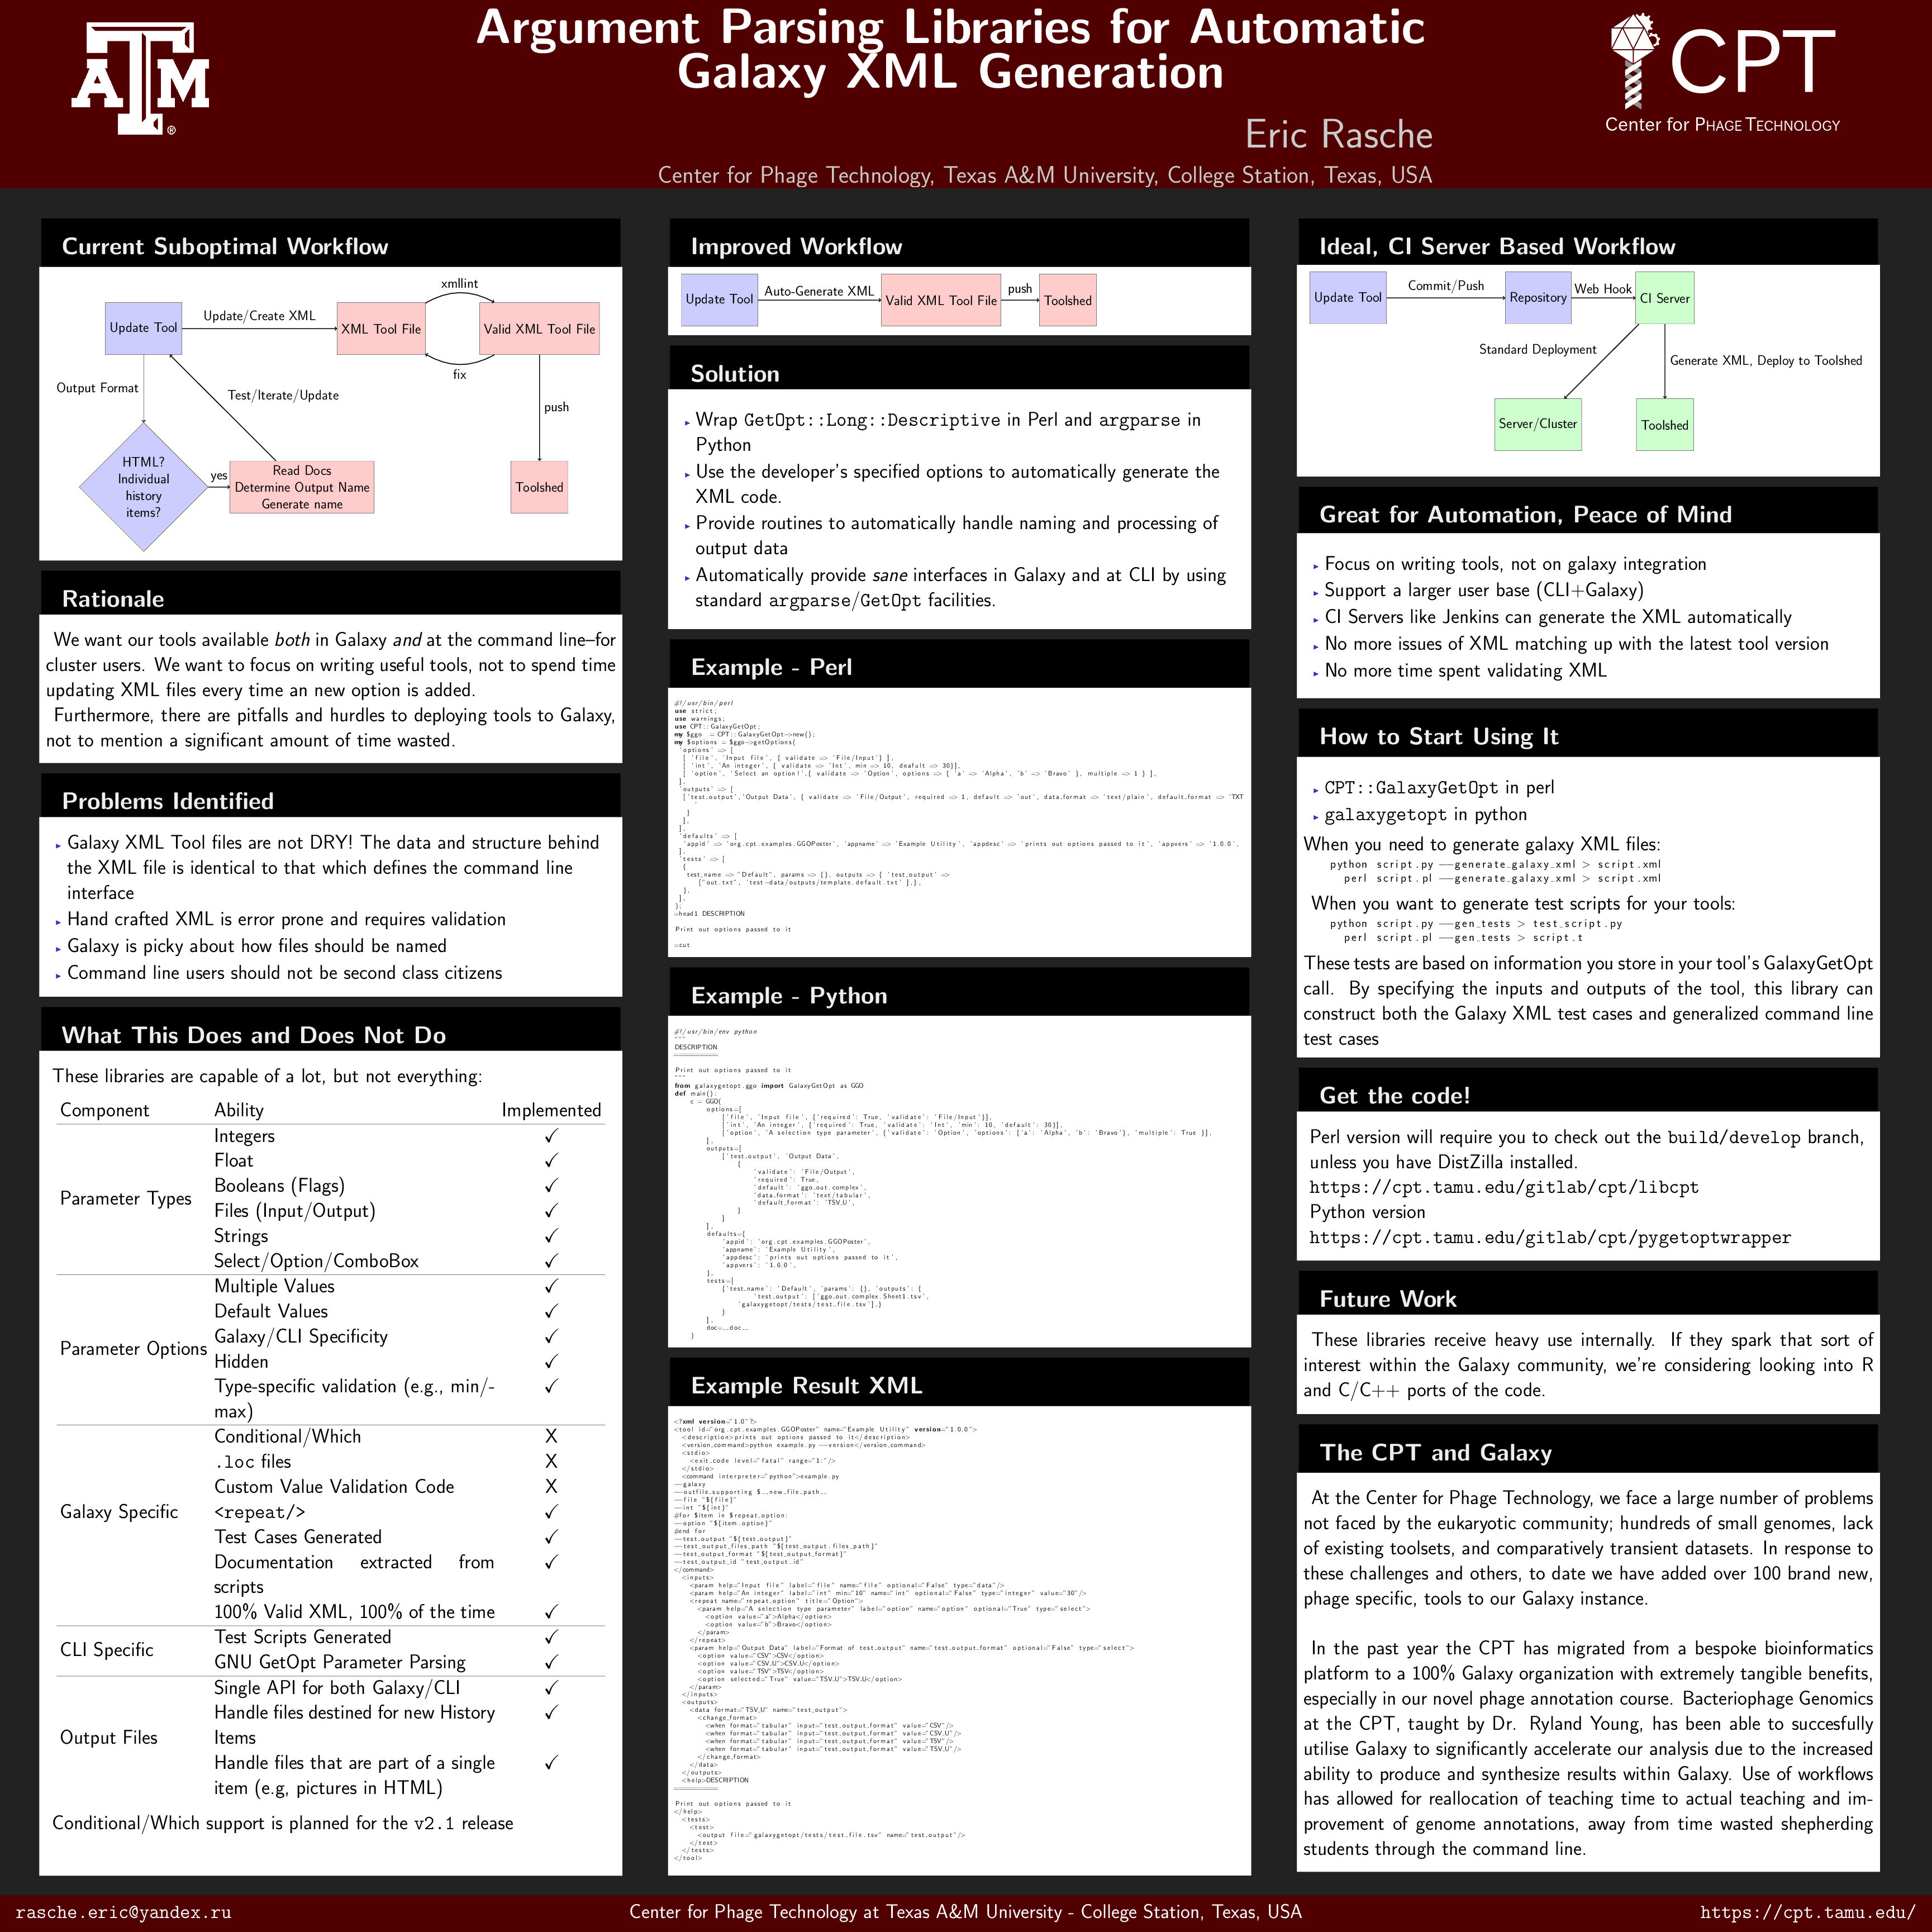 Argument Parsing Libraries for Automatic
Galaxy XML Generation
Eric Rasche
Center for Phage Technology, Texas A&M University, College Station, Texas, USA
A T M ®
CPT
Center for PHAGE TECHNOLOGY
Current Suboptimal Workflow
xmllint
Update Tool
Update/Create XML
XML Tool File
Valid XML Tool File
fix
Output Format
Test/Iterate/Update
push
HTML?
Individual
history
items?
yes
Read Docs
Determine Output Name
Generate name
Toolshed
Rationale
We want our tools available both in Galaxy and at the command line–for
cluster users. We want to focus on writing useful tools, not to spend time
updating XML files every time an new option is added.
Furthermore, there are pitfalls and hurdles to deploying tools to Galaxy,
not to mention a significant amount of time wasted.
Problems Identified
▸ Galaxy XML Tool files are not DRY! The data and structure behind
the XML file is identical to that which defines the command line
interface
▸ Hand crafted XML is error prone and requires validation
▸ Galaxy is picky about how files should be named
▸ Command line users should not be second class citizens
What This Does and Does Not Do
These libraries are capable of a lot, but not everything:
Component Ability Implemented
Parameter Types
Integers ✓
Float ✓
Booleans (Flags) ✓
Files (Input/Output) ✓
Strings ✓
Select/Option/ComboBox ✓
Parameter Options
Multiple Values ✓
Default Values ✓
Galaxy/CLI Specificity ✓
Hidden ✓
Type-specific validation (e.g., min/- ✓
max)
Galaxy Specific
Conditional/Which X
.loc files X
Custom Value Validation Code X
<repeat/> ✓
Test Cases Generated ✓
Documentation extracted from ✓
scripts
100% Valid XML, 100% of the time ✓
CLI Specific
Test Scripts Generated ✓
GNU GetOpt Parameter Parsing ✓
Output Files
Single API for both Galaxy/CLI ✓
Handle files destined for new History ✓
Items
Handle files that are part of a single ✓
item (e.g, pictures in HTML)
Conditional/Which support is planned for the v2.1 release
Improved Workflow
Update Tool
Auto-Generate XML
Valid XML Tool File
push
Toolshed
Solution
▸ Wrap GetOpt::Long::Descriptive in Perl and argparse in
Python
▸ Use the developer's specified options to automatically generate the
XML code.
▸ Provide routines to automatically handle naming and processing of
output data
▸ Automatically provide sane interfaces in Galaxy and at CLI by using
standard argparse/GetOpt facilities.
Example - Perl
#!/usr/bin/perl
use strict;
use warnings;
use CPT::GalaxyGetOpt;
my $ggo = CPT::GalaxyGetOpt->new();
my $options = $ggo->getOptions(
'options' => [
[ 'file', 'Input file', { validate => 'File/Input'} ],
[ 'int', 'An integer', { validate => 'Int', min => 10, deafult => 30}],
[ 'option', 'Select an option!',{ validate => 'Option', options => { 'a' => 'Alpha', 'b' => 'Bravo' }, multiple => 1 } ],
],
'outputs' => [
['test_output','Output Data', { validate => 'File/Output', required => 1, default => 'out', data_format => 'text/plain', default_format => 'TXT
'
}
],
],
'defaults' => [
'appid' => 'org.cpt.examples.GGOPoster', 'appname' => 'Example Utility', 'appdesc' => 'prints out options passed to it', 'appvers' => '1.0.0',
],
'tests' => [
{
test_name => "Default", params => {}, outputs => { 'test_output' =>
["out.txt", 'test-data/outputs/template.default.txt' ],},
},
],
);
=head1 DESCRIPTION
Print out options passed to it
=cut
Example - Python
#!/usr/bin/env python
"""
DESCRIPTION
===========
Print out options passed to it
"""
from galaxygetopt.ggo import GalaxyGetOpt as GGO
def main():
c = GGO(
options=[
['file', 'Input file', {'required': True, 'validate': 'File/Input'}],
['int', 'An integer', {'required': True, 'validate': 'Int', 'min': 10, 'default': 30}],
['option', 'A selection type parameter', {'validate': 'Option', 'options': {'a': 'Alpha', 'b': 'Bravo'}, 'multiple': True }],
],
outputs=[
['test_output', 'Output Data',
{
'validate': 'File/Output',
'required': True,
'default': 'ggo_out.complex',
'data_format': 'text/tabular',
'default_format': 'TSV_U',
}
]
],
defaults={
'appid': 'org.cpt.examples.GGOPoster',
'appname': 'Example Utility',
'appdesc': 'prints out options passed to it',
'appvers': '1.0.0',
},
tests=[
{'test_name': 'Default', 'params': {}, 'outputs': {
'test_output': ['ggo_out.complex.Sheet1.tsv',
'galaxygetopt/tests/test_file.tsv'],}
}
],
doc=__doc__
)
Example Result XML
<?xml version="1.0"?>
<tool id="org.cpt.examples.GGOPoster" name="Example Utility" version="1.0.0">
<description>prints out options passed to it</description>
<version_command>python example.py --version</version_command>
<stdio>
<exit_code level="fatal" range="1:"/>
</stdio>
<command interpreter="python">example.py
--galaxy
--outfile_supporting $__new_file_path__
--file "${file}"
--int "${int}"
#for $item in $repeat_option:
--option "${item.option}"
#end for
--test_output "${test_output}"
--test_output_files_path "${test_output.files_path}"
--test_output_format "${test_output_format}"
--test_output_id "test_output.id"
</command>
<inputs>
<param help="Input file" label="file" name="file" optional="False" type="data"/>
<param help="An integer" label="int" min="10" name="int" optional="False" type="integer" value="30"/>
<repeat name="repeat_option" title="Option">
<param help="A selection type parameter" label="option" name="option" optional="True" type="select">
<option value="a">Alpha</option>
<option value="b">Bravo</option>
</param>
</repeat>
<param help="Output Data" label="Format of test_output" name="test_output_format" optional="False" type="select">
<option value="CSV">CSV</option>
<option value="CSV_U">CSV_U</option>
<option value="TSV">TSV</option>
<option selected="True" value="TSV_U">TSV_U</option>
</param>
</inputs>
<outputs>
<data format="TSV_U" name="test_output">
<change_format>
<when format="tabular" input="test_output_format" value="CSV"/>
<when format="tabular" input="test_output_format" value="CSV_U"/>
<when format="tabular" input="test_output_format" value="TSV"/>
<when format="tabular" input="test_output_format" value="TSV_U"/>
</change_format>
</data>
</outputs>
<help>DESCRIPTION
===========
Print out options passed to it
</help>
<tests>
<test>
<output file="galaxygetopt/tests/test_file.tsv" name="test_output"/>
</test>
</tests>
</tool>
Ideal, CI Server Based Workflow
Update Tool
Commit/Push
Repository
Web Hook
CI Server
Standard Deployment
Generate XML, Deploy to Toolshed
Server/Cluster
Toolshed
Great for Automation, Peace of Mind
▸ Focus on writing tools, not on galaxy integration
▸ Support a larger user base (CLI+Galaxy)
▸ CI Servers like Jenkins can generate the XML automatically
▸ No more issues of XML matching up with the latest tool version
▸ No more time spent validating XML
How to Start Using It
▸ CPT::GalaxyGetOpt in perl
▸ galaxygetopt in python
When you need to generate galaxy XML files:
python script.py --generate_galaxy_xml > script.xml
perl script.pl --generate_galaxy_xml > script.xml
When you want to generate test scripts for your tools:
python script.py --gen_tests > test_script.py
perl script.pl --gen_tests > script.t
These tests are based on information you store in your tool's GalaxyGetOpt
call. By specifying the inputs and outputs of the tool, this library can
construct both the Galaxy XML test cases and generalized command line
test cases
Get the code!
Perl version will require you to check out the build/develop branch,
unless you have DistZilla installed.
https://cpt.tamu.edu/gitlab/cpt/libcpt
Python version
https://cpt.tamu.edu/gitlab/cpt/pygetoptwrapper
Future Work
These libraries receive heavy use internally. If they spark that sort of
interest within the Galaxy community, we're considering looking into R
and C/C++ ports of the code.
The CPT and Galaxy
At the Center for Phage Technology, we face a large number of problems
not faced by the eukaryotic community; hundreds of small genomes, lack
of existing toolsets, and comparatively transient datasets. In response to
these challenges and others, to date we have added over 100 brand new,
phage specific, tools to our Galaxy instance.
In the past year the CPT has migrated from a bespoke bioinformatics
platform to a 100% Galaxy organization with extremely tangible benefits,
especially in our novel phage annotation course. Bacteriophage Genomics
at the CPT, taught by Dr. Ryland Young, has been able to succesfully
utilise Galaxy to significantly accelerate our analysis due to the increased
ability to produce and synthesize results within Galaxy. Use of workflows
has allowed for reallocation of teaching time to actual teaching and im-
provement of genome annotations, away from time wasted shepherding
students through the command line.
rasche.eric@yandex.ru
Center for Phage Technology at Texas A&M University - College Station, Texas, USA
https://cpt.tamu.edu/